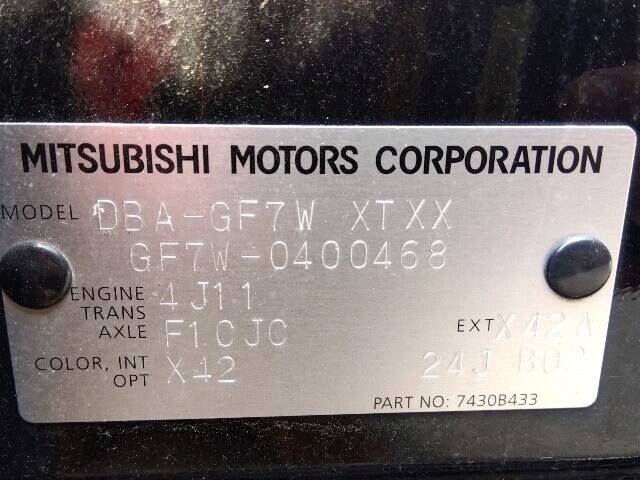 MITSUBISHI MOTORS CORPORATION
MODEL DBA-GF7W XTXX
GF7W-0400468
ENGINE 4J11
TRANS
AXLE F1CJC EXT X42A
COLOR, INT X42
OPT 24J
PART NO: 7430B433